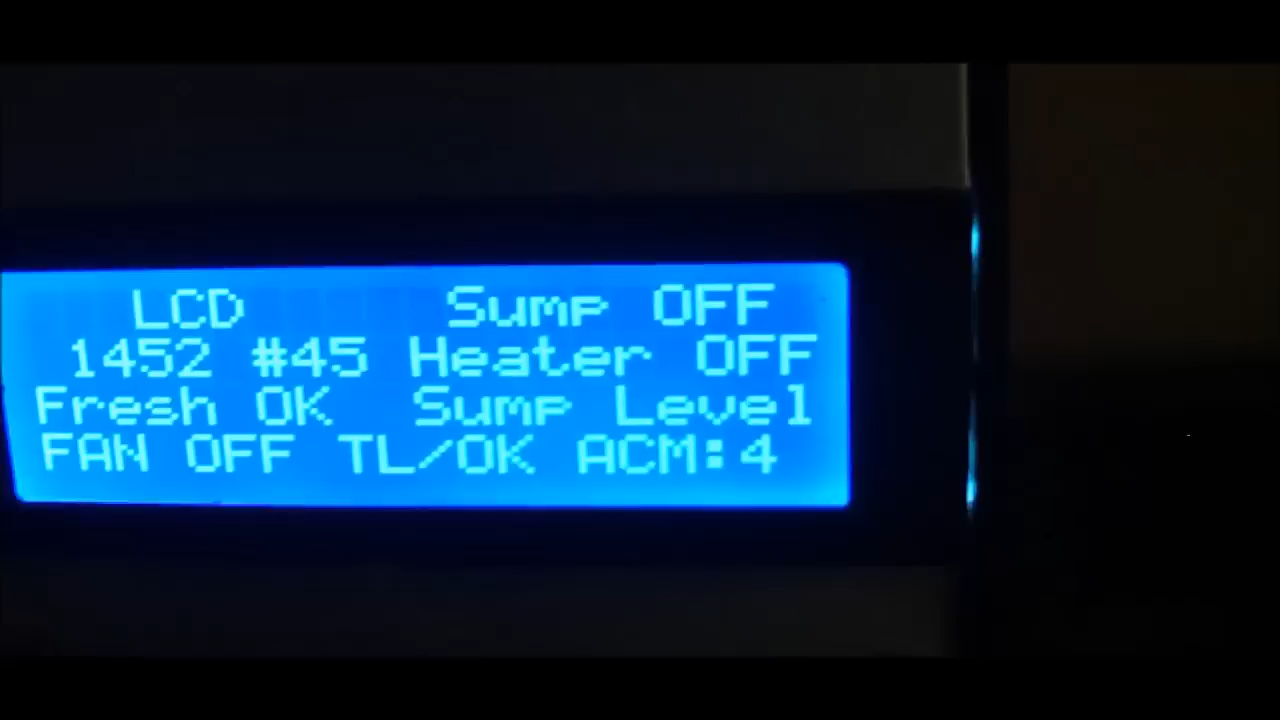 LCD Sump OFF
1452 #45 Heater OFF
Fresh OK Sump Level
FAN OFF TL/OK ACM:4